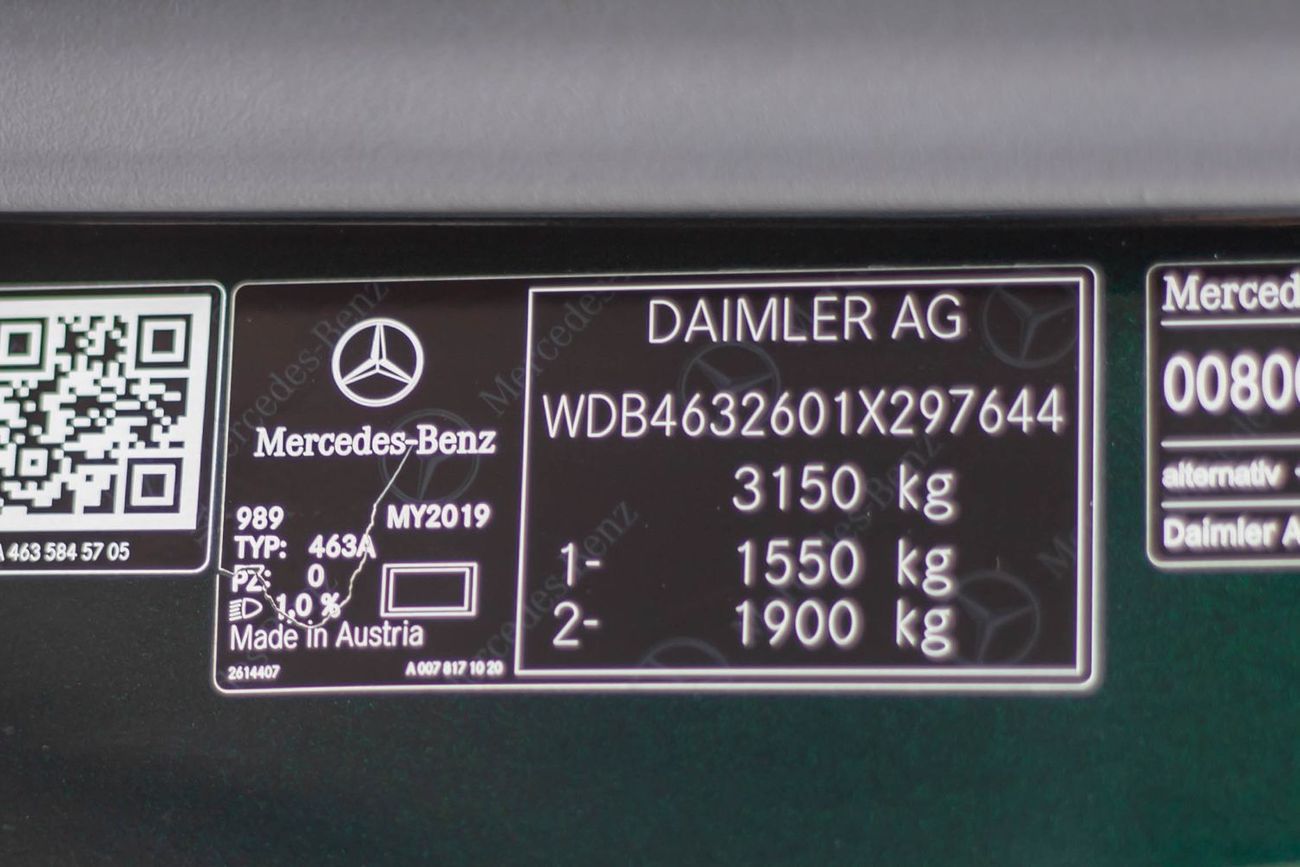 A 463 584 57 05
Mercedes-Benz
989 MY2019
TYP: 463A
PZ: 0
1.0 %
Made in Austria
2614407 A 007 817 10 20
DAIMLER AG
WDB4632601X297644
3150 kg
1- 1550 kg
2- 1900 kg
Merced
00800
alternativ
Daimler A